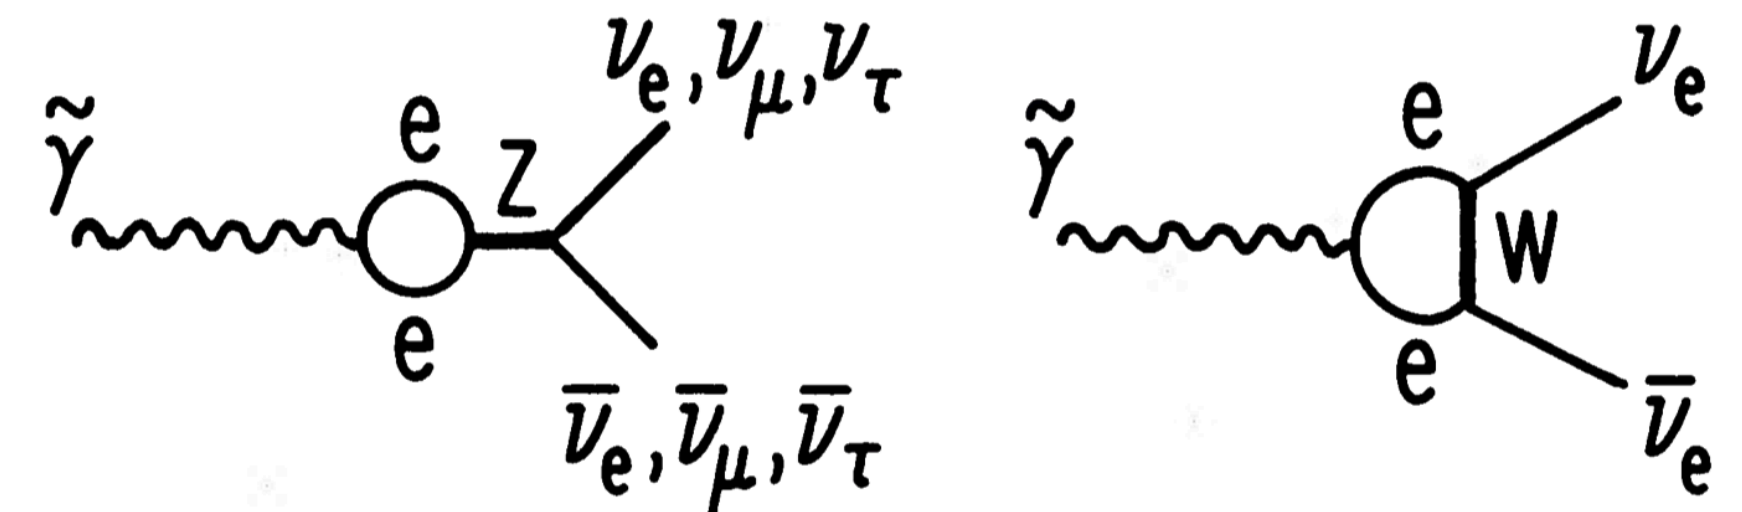 ν_e, ν_μ, ν_τ
γ̃
e
Z
e
ν̄_e, ν̄_μ, ν̄_τ
ν_e
γ̃
e
W
e
ν̄_e